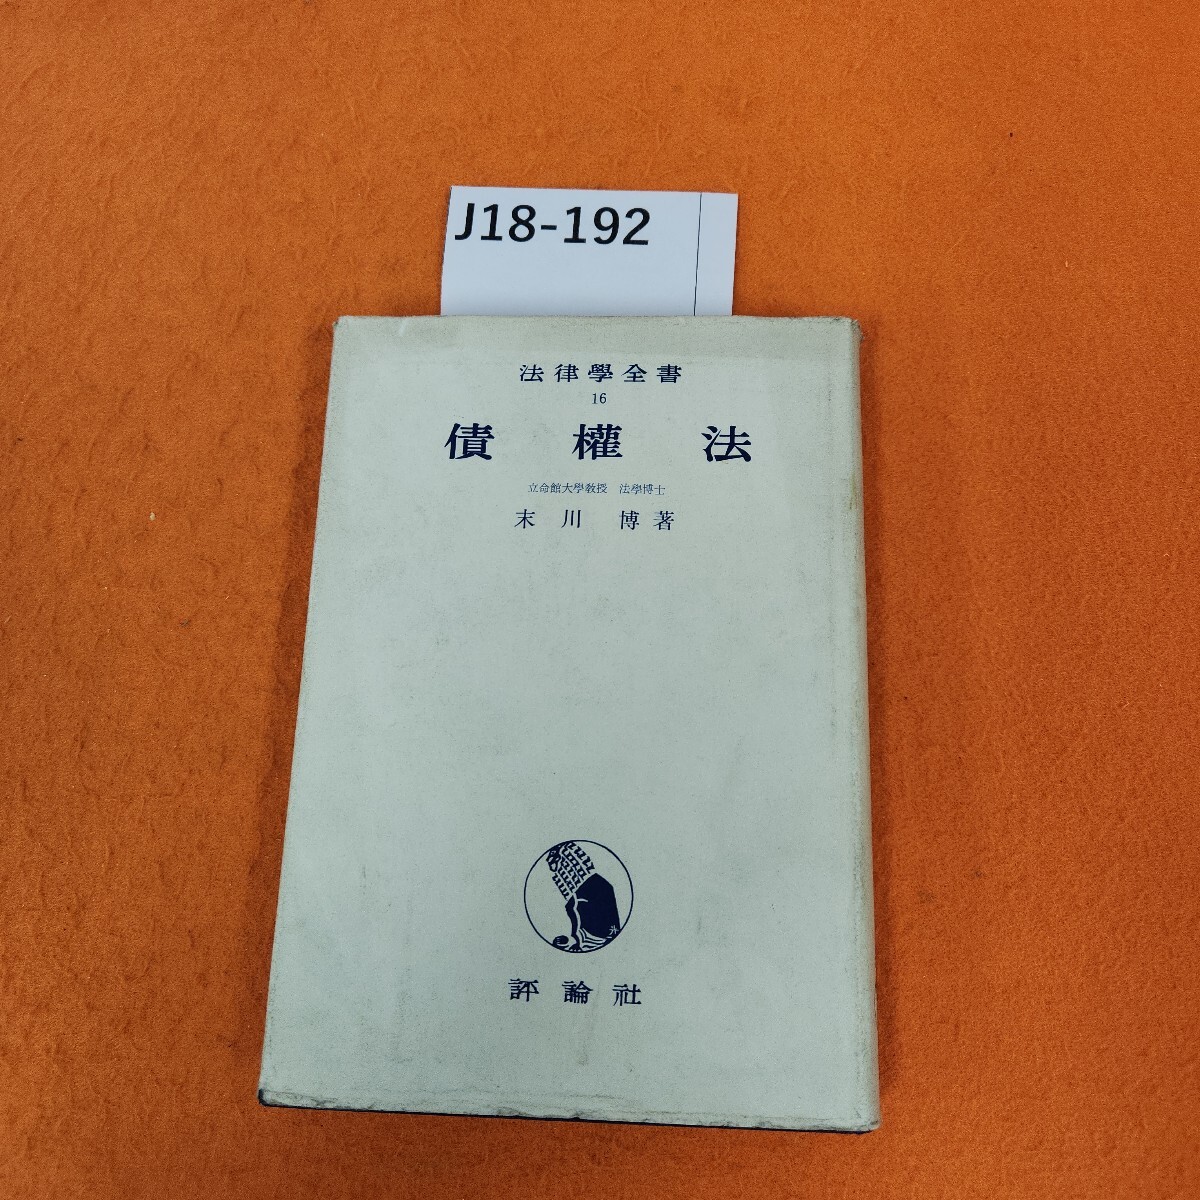 J18-192
法律學全書
16
債權法
立命館大學教授 法學博士
末川 博著
評論社